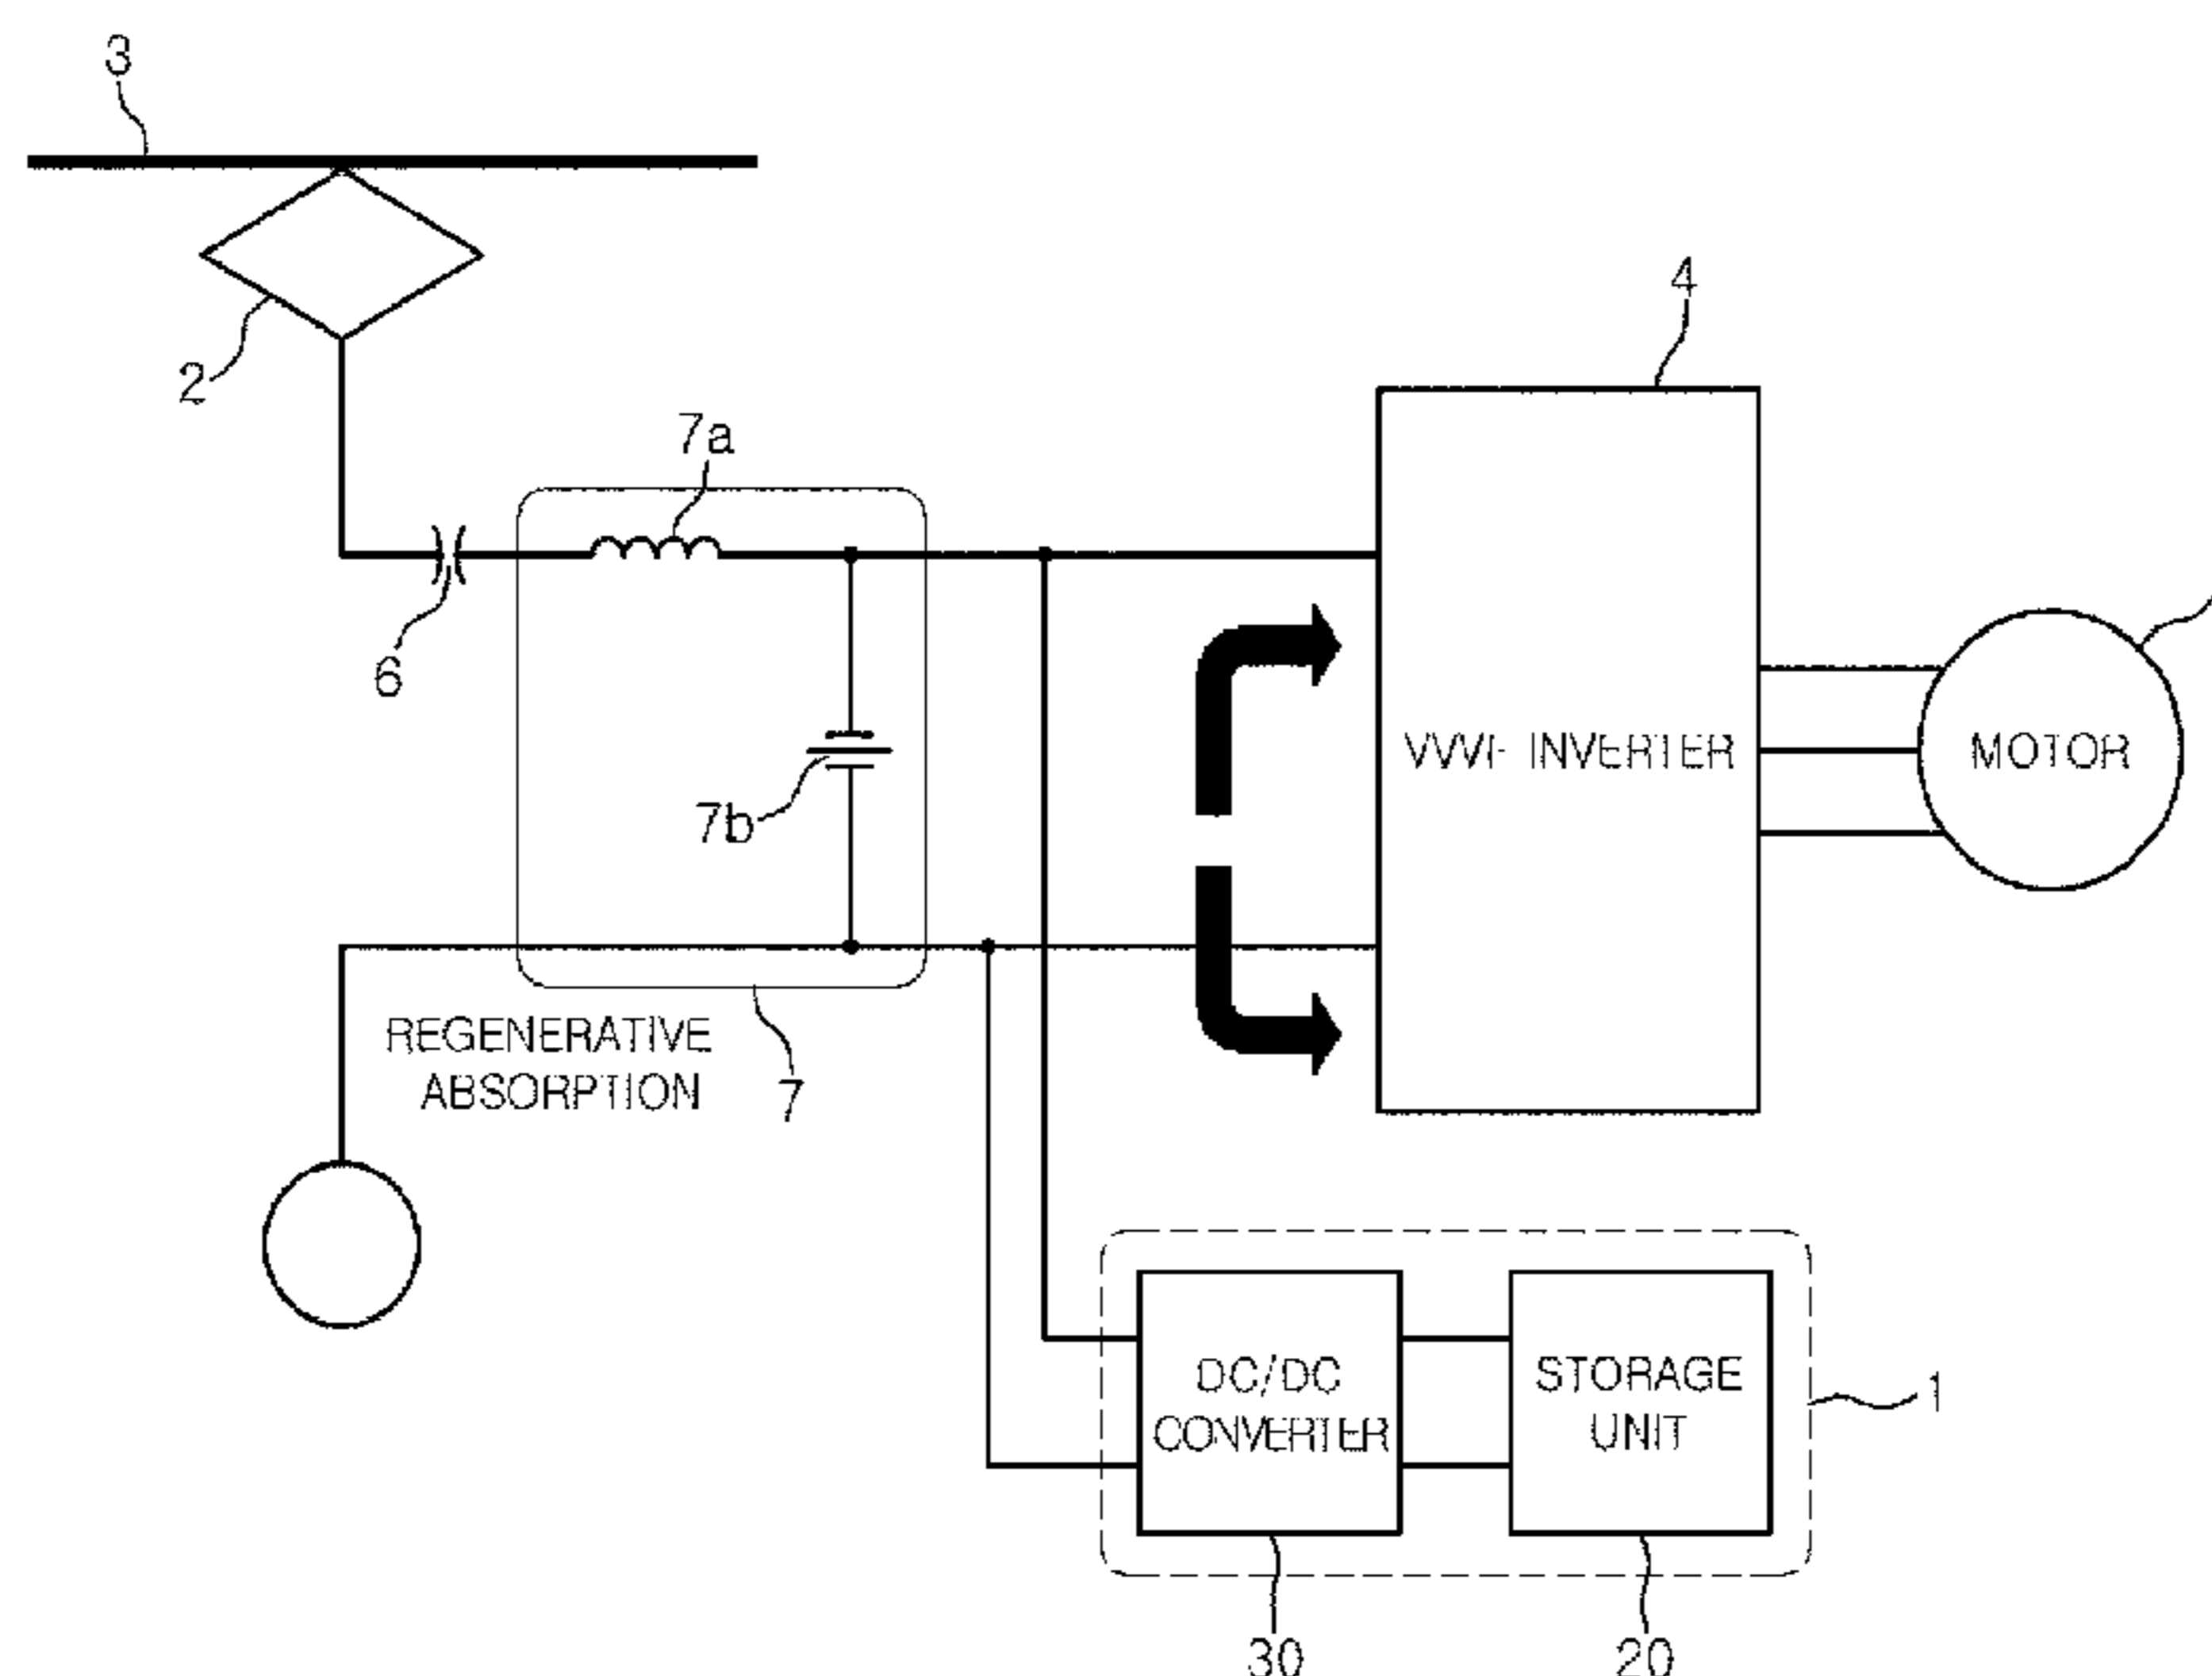 3
2
4
7a
6
7b
VVVF INVERTER
MOTOR
REGENERATIVE
ABSORPTION
7
DC/DC
CONVERTER
STORAGE
UNIT
1
30
20